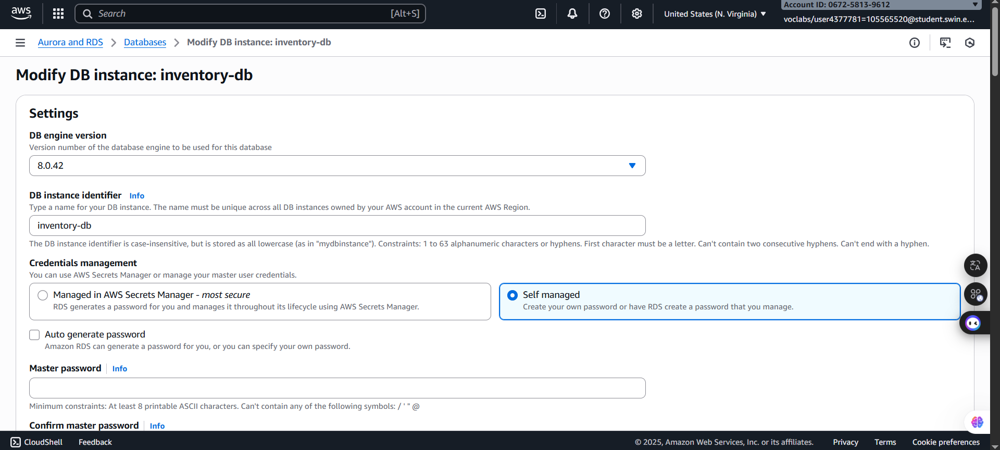 aws
Search
[Alt+S]
United States (N. Virginia)
Account ID: 0672-5813-9612
voclabs/user4377781=105565520@student.swin.e...
Aurora and RDS
Databases
Modify DB instance: inventory-db
Modify DB instance: inventory-db
Settings
DB engine version
Version number of the database engine to be used for this database
8.0.42
DB instance identifier Info
Type a name for your DB instance. The name must be unique across all DB instances owned by your AWS account in the current AWS Region.
inventory-db
The DB instance identifier is case-insensitive, but is stored as all lowercase (as in "mydbinstance"). Constraints: 1 to 63 alphanumeric characters or hyphens. First character must be a letter. Can't contain two consecutive hyphens. Can't end with a hyphen.
Credentials management
You can use AWS Secrets Manager or manage your master user credentials.
Managed in AWS Secrets Manager - most secure
RDS generates a password for you and manages it throughout its lifecycle using AWS Secrets Manager.
Self managed
Create your own password or have RDS create a password that you manage.
Auto generate password
Amazon RDS can generate a password for you, or you can specify your own password.
Master password Info
Minimum constraints: At least 8 printable ASCII characters. Can't contain any of the following symbols: / ' " @
Confirm master password Info
CloudShell
Feedback
© 2025, Amazon Web Services, Inc. or its affiliates.
Privacy
Terms
Cookie preferences